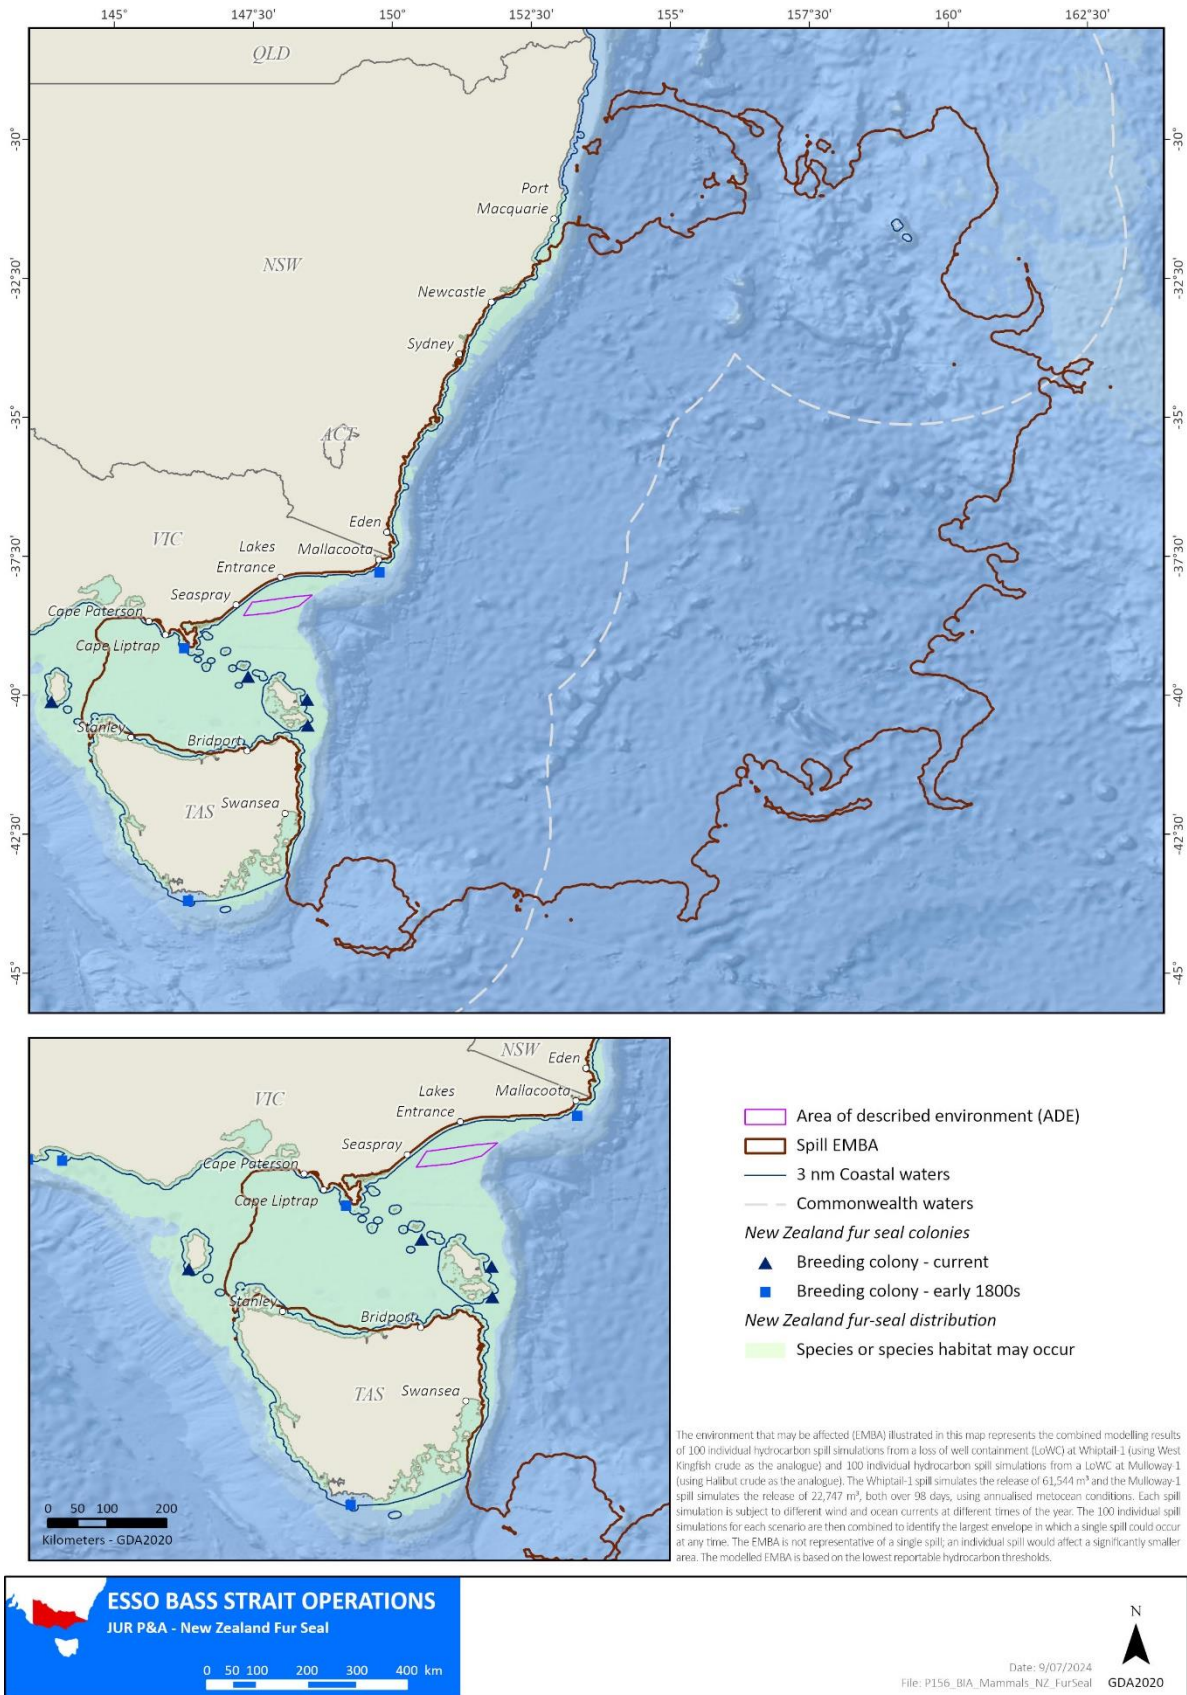 145°
147°30'
150°
152°30'
155°
157°30'
160°
162°30'
QLD
-30°
-30°
Port
Macquarie
NSW
-32°30'
-32°30'
Newcastle
Sydney
-35°
-35°
ACT
Eden
VIC
Lakes
Entrance
Mallacoota
-37°30'
-37°30'
Seaspray
Cape Paterson
Cape Liptrap
-40°
-40°
Stanley
Bridport
TAS
Swansea
-42°30'
-42°30'
-45°
-45°
NSW
Eden
VIC
Lakes
Entrance
Mallacoota
Seaspray
Cape Paterson
Cape Liptrap
Stanley
Bridport
TAS
Swansea
0 50 100 200
Kilometers - GDA2020
Area of described environment (ADE)
Spill EMBA
3 nm Coastal waters
Commonwealth waters
New Zealand fur seal colonies
Breeding colony - current
Breeding colony - early 1800s
New Zealand fur-seal distribution
Species or species habitat may occur
The environment that may be affected (EMBA) illustrated in this map represents the combined modelling results
of 100 individual hydrocarbon spill simulations from a loss of well containment (LoWC) at Whiptail-1 (using West
Kingfish crude as the analogue) and 100 individual hydrocarbon spill simulations from a LoWC at Mulloway-1
(using Halibut crude as the analogue). The Whiptail-1 spill simulates the release of 61,544 m³ and the Mulloway-1
spill simulates the release of 22,747 m³, both over 98 days, using annualised metocean conditions. Each spill
simulation is subject to different wind and ocean currents at different times of the year. The 100 individual spill
simulations for each scenario are then combined to identify the largest envelope in which a single spill could occur
at any time. The EMBA is not representative of a single spill; an individual spill would affect a significantly smaller
area. The modelled EMBA is based on the lowest reportable hydrocarbon thresholds.
ESSO BASS STRAIT OPERATIONS
JUR P&A - New Zealand Fur Seal
0 50 100 200 300 400 km
N
GDA2020
Date: 9/07/2024
File: P156_BIA_Mammals_NZ_FurSeal